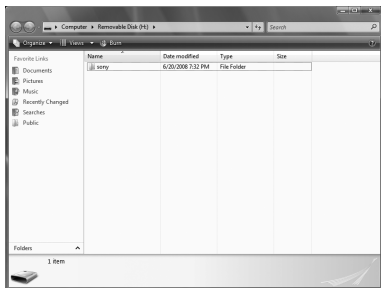 Computer ▸ Removable Disk (H:) ▸ Search
Organize Views Burn
Favorite Links
Documents
Pictures
Music
Recently Changed
Searches
Public
Name Date modified Type Size
sony 6/20/2008 7:32 PM File Folder
Folders
1 item